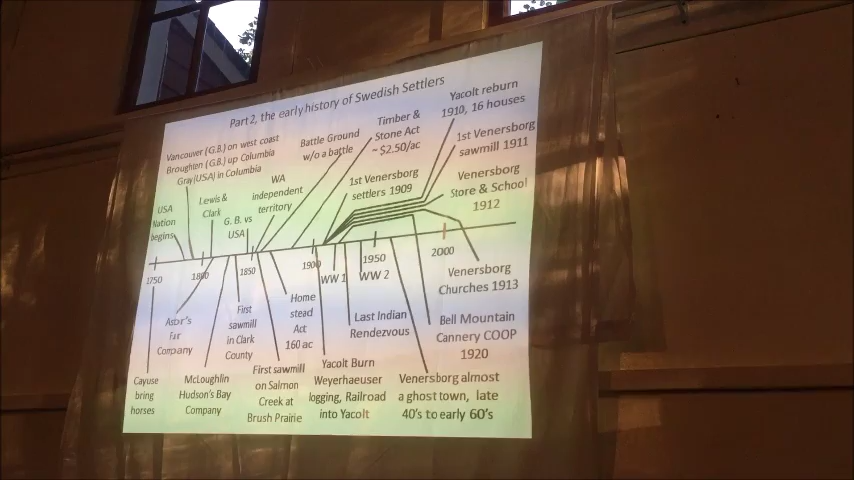 Part 2, the early history of Swedish Settlers
Vancouver (G.B.) on west coast
Broughten (G.B.) up Columbia
Gray(USA) in Columbia
Battle Ground
w/o a battle
Timber &
Stone Act
~ $2.50/ac
Yacolt reburn
1910, 16 houses
1st Venersborg
sawmill 1911
Venersborg
Store & School
1912
1st Venersborg
settlers 1909
WA
independent
territory
Lewis &
Clark
G. B. vs
USA
USA
Nation
begins
1750
1800
1850
1900
1950
2000
WW 1
WW 2
Venersborg
Churches 1913
Astor's
Fur
Company
First
sawmill
in Clark
County
Home
stead
Act
160 ac
Last Indian
Rendezvous
Bell Mountain
Cannery COOP
1920
Cayuse
bring
horses
McLoughlin
Hudson's Bay
Company
First sawmill
on Salmon
Creek at
Brush Prairie
Yacolt Burn
Weyerhaeuser
logging, Railroad
into Yacolt
Venersborg almost
a ghost town, late
40's to early 60's